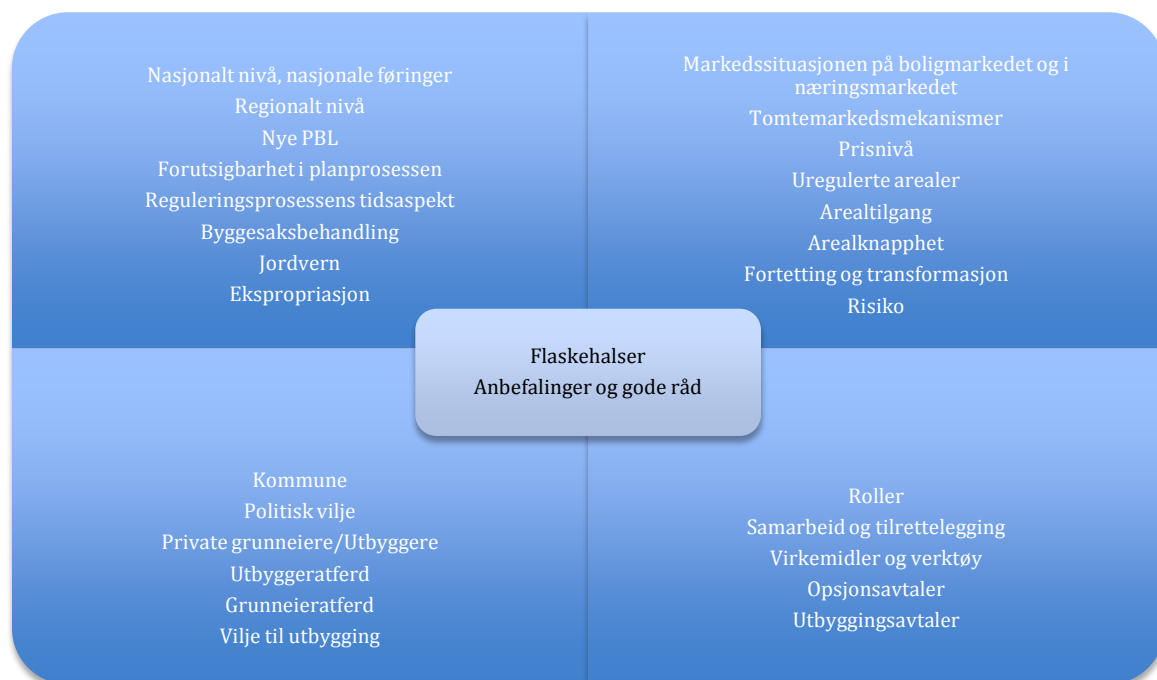 Nasjonalt nivå, nasjonale føringer
Regionalt nivå
Nye PBL
Forutsigbarhet i planprosessen
Reguleringsprosessens tidsaspekt
Byggesaksbehandling
Jordvern
Ekspropriasjon
Markedssituasjonen på boligmarkedet og i
næringsmarkedet
Tomtemarkedsmekanismer
Prisnivå
Uregulerte arealer
Arealtilgang
Arealknapphet
Fortetting og transformasjon
Risiko
Flaskehalser
Anbefalinger og gode råd
Kommune
Politisk vilje
Private grunneiere/Utbyggere
Utbyggeratferd
Grunneieratferd
Vilje til utbygging
Roller
Samarbeid og tilrettelegging
Virkemidler og verktøy
Opsjonsavtaler
Utbyggingsavtaler